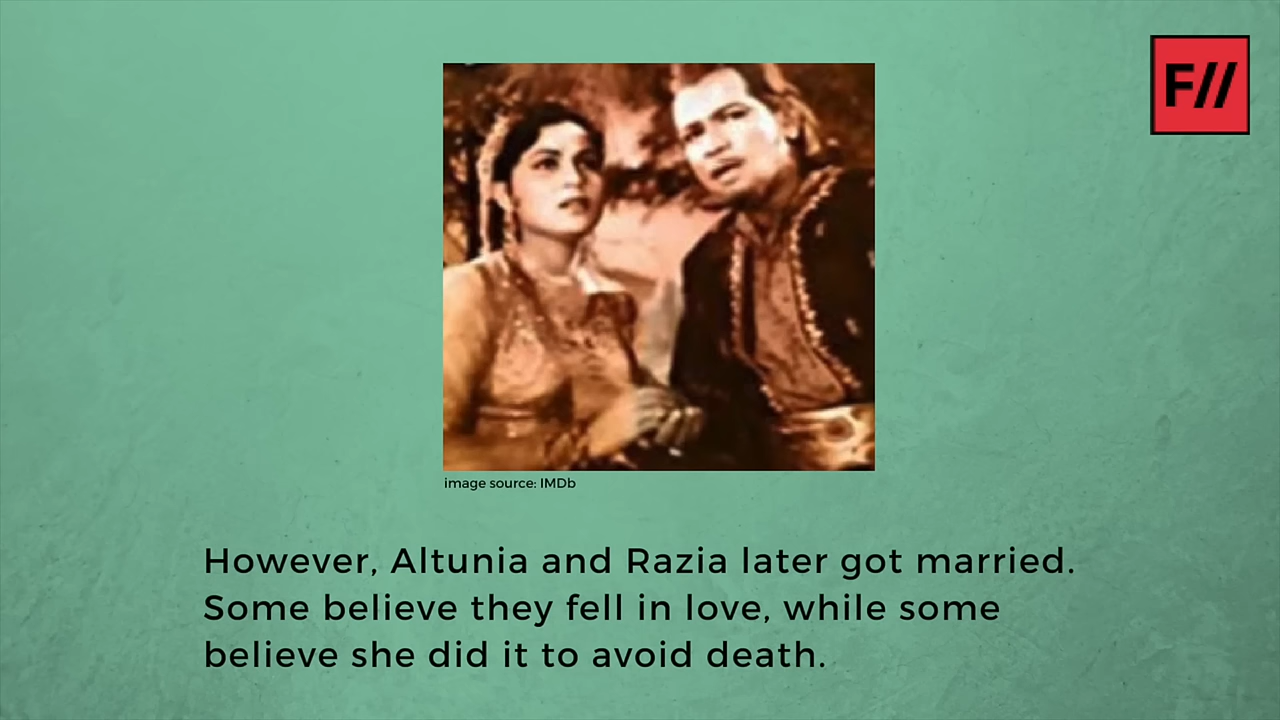 F//
image source: IMDb
However, Altunia and Razia later got married.
Some believe they fell in love, while some
believe she did it to avoid death.